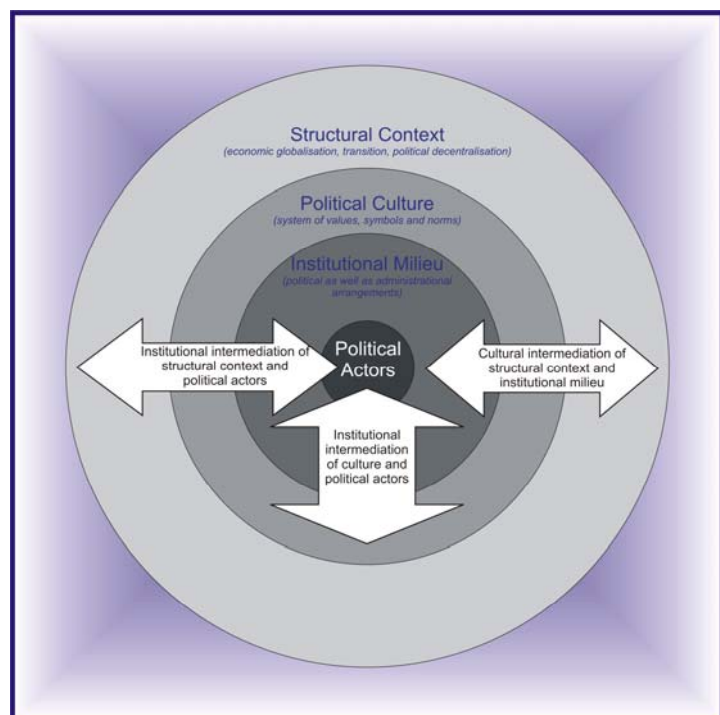 Structural Context
(economic globalisation, transition, political decentralisation)
Political Culture
(system of values, symbols and norms)
Institutional Milieu
(political as well as administrational
arrangements)
Political
Actors
Institutional intermediation of
structural context and
political actors
Cultural intermediation of
structural context and
institutional milieu
Institutional
intermediation
of culture and
political actors